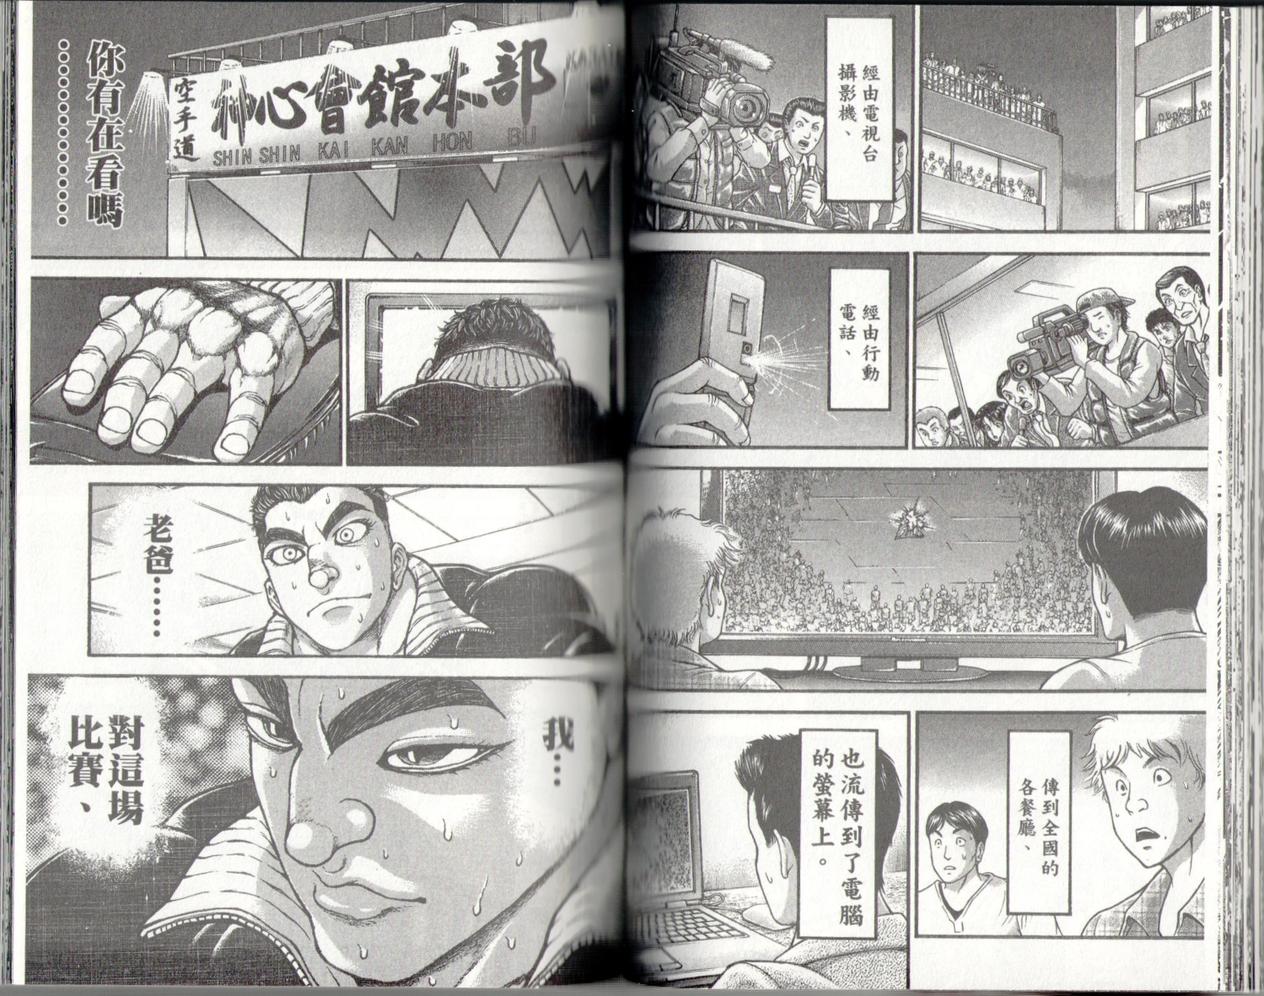 經由電視台
攝影機、
經由行動
電話、
傳到全國的
各餐廳、
也流傳到了電腦
的螢幕上。
神心會館本部
空手道
SHIN SHIN KAI KAN HON BU
你有在看嗎
………………
老爸……
我…
對這場
比賽、